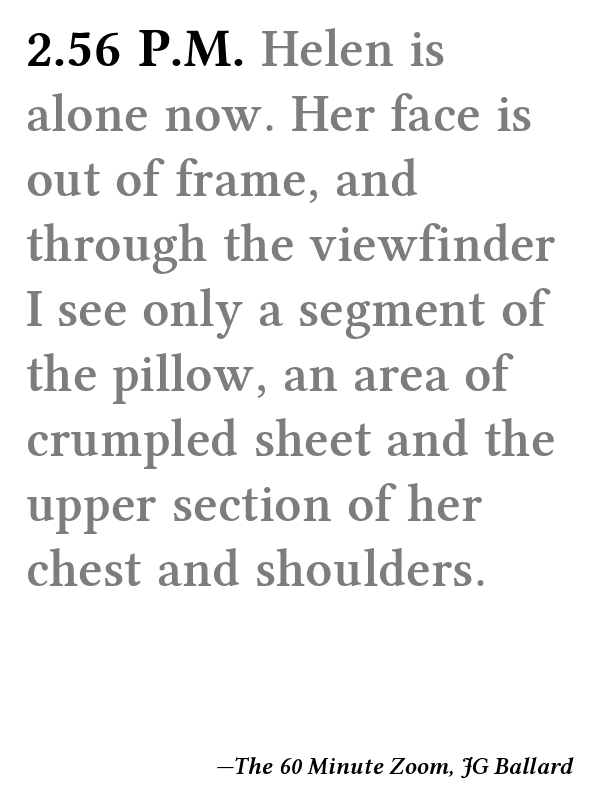 2.56 P.M. Helen is
alone now. Her face is
out of frame, and
through the viewfinder
I see only a segment of
the pillow, an area of
crumpled sheet and the
upper section of her
chest and shoulders.
—The 60 Minute Zoom, JG Ballard